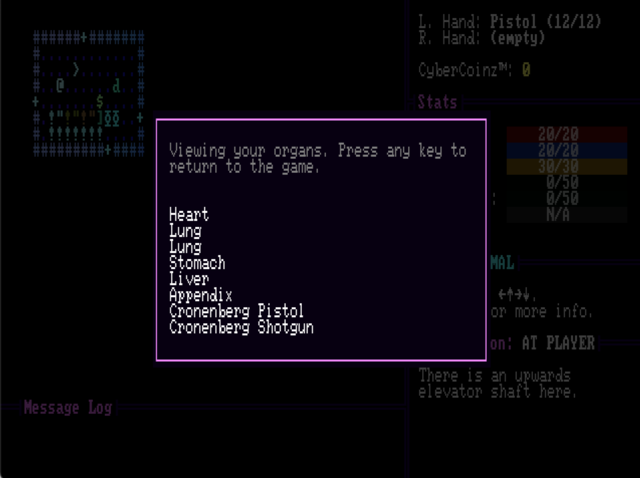 L. Hand: Pistol (12/12)
R. Hand: (empty)
CyberCoinz™: 0
Stats
20/20
20/20
30/30
0/50
0/50
N/A
:
MAL
←↑→↓.
or more info.
on: AT PLAYER
There is an upwards
elevator shaft here.
Viewing your organs. Press any key to
return to the game.
Heart
Lung
Lung
Stomach
Liver
Appendix
Cronenberg Pistol
Cronenberg Shotgun
Message Log